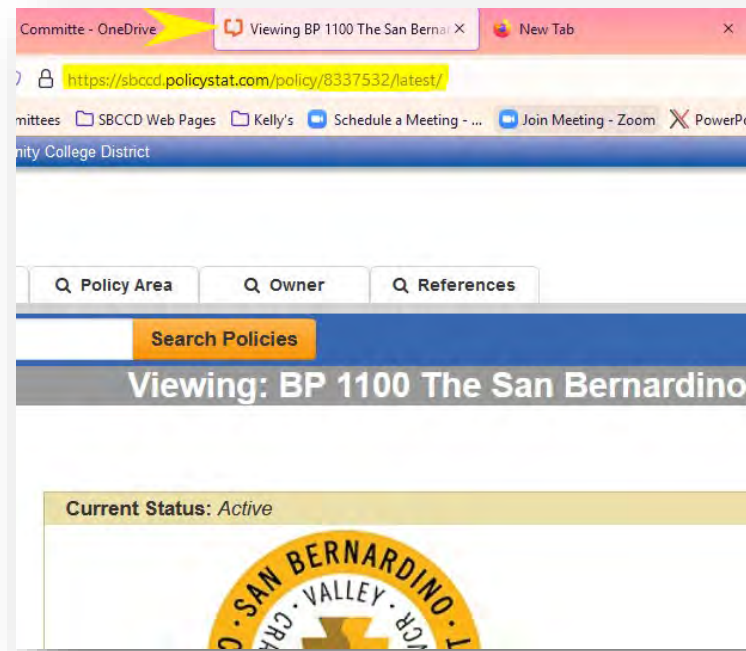 Committe - OneDrive Viewing BP 1100 The San Berna New Tab
https://sbccd.policystat.com/policy/8337532/latest/
mittees SBCCD Web Pages Kelly's Schedule a Meeting - ... Join Meeting - Zoom PowerPo
nity College District
Policy Area Owner References
Search Policies
Viewing: BP 1100 The San Bernardino
Current Status: Active
SAN BERNARDINO
VALLEY